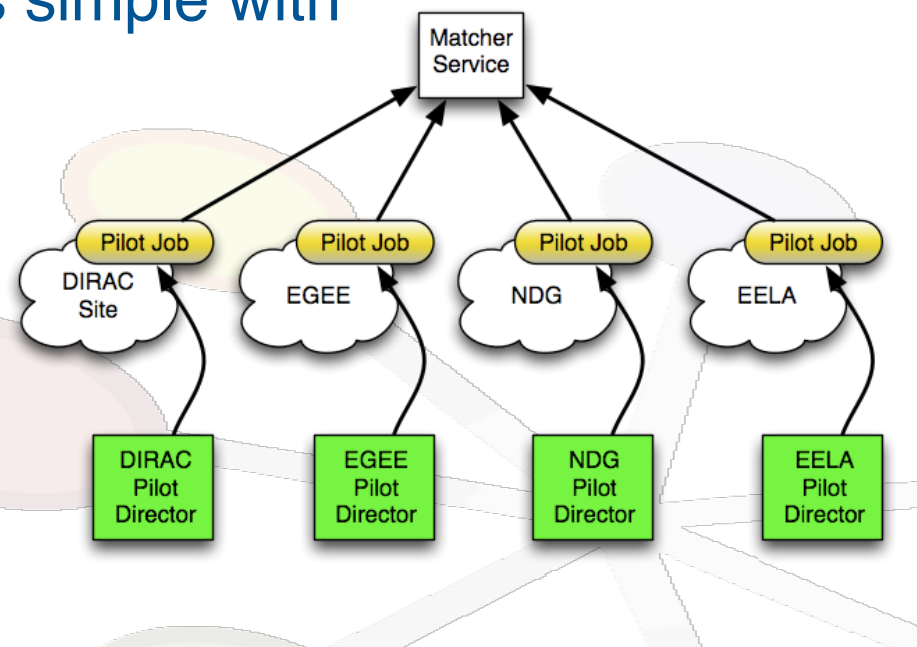 simple with
Matcher
Service
Pilot Job
Pilot Job
Pilot Job
Pilot Job
DIRAC
Site
EGEE
NDG
EELA
DIRAC
Pilot
Director
EGEE
Pilot
Director
NDG
Pilot
Director
EELA
Pilot
Director